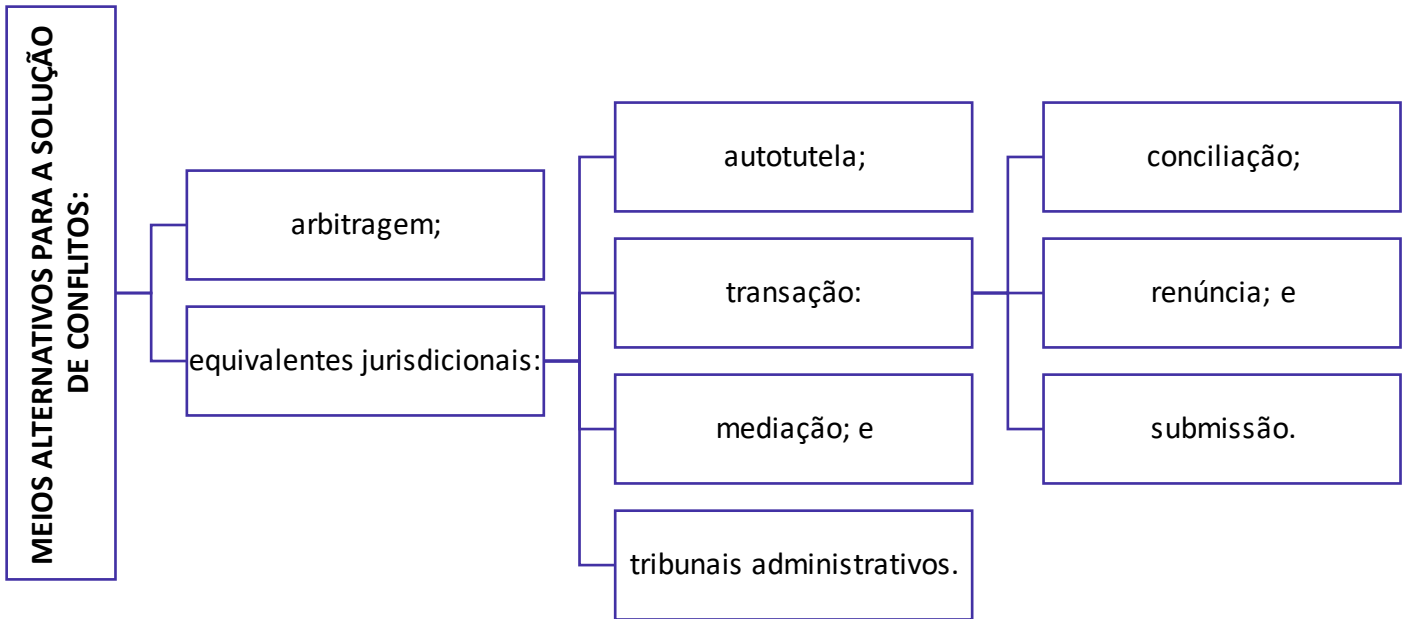 MEIOS ALTERNATIVOS PARA A SOLUÇÃO
DE CONFLITOS:
arbitragem;
equivalentes jurisdicionais:
autotutela;
transação:
mediação; e
tribunais administrativos.
conciliação;
renúncia; e
submissão.